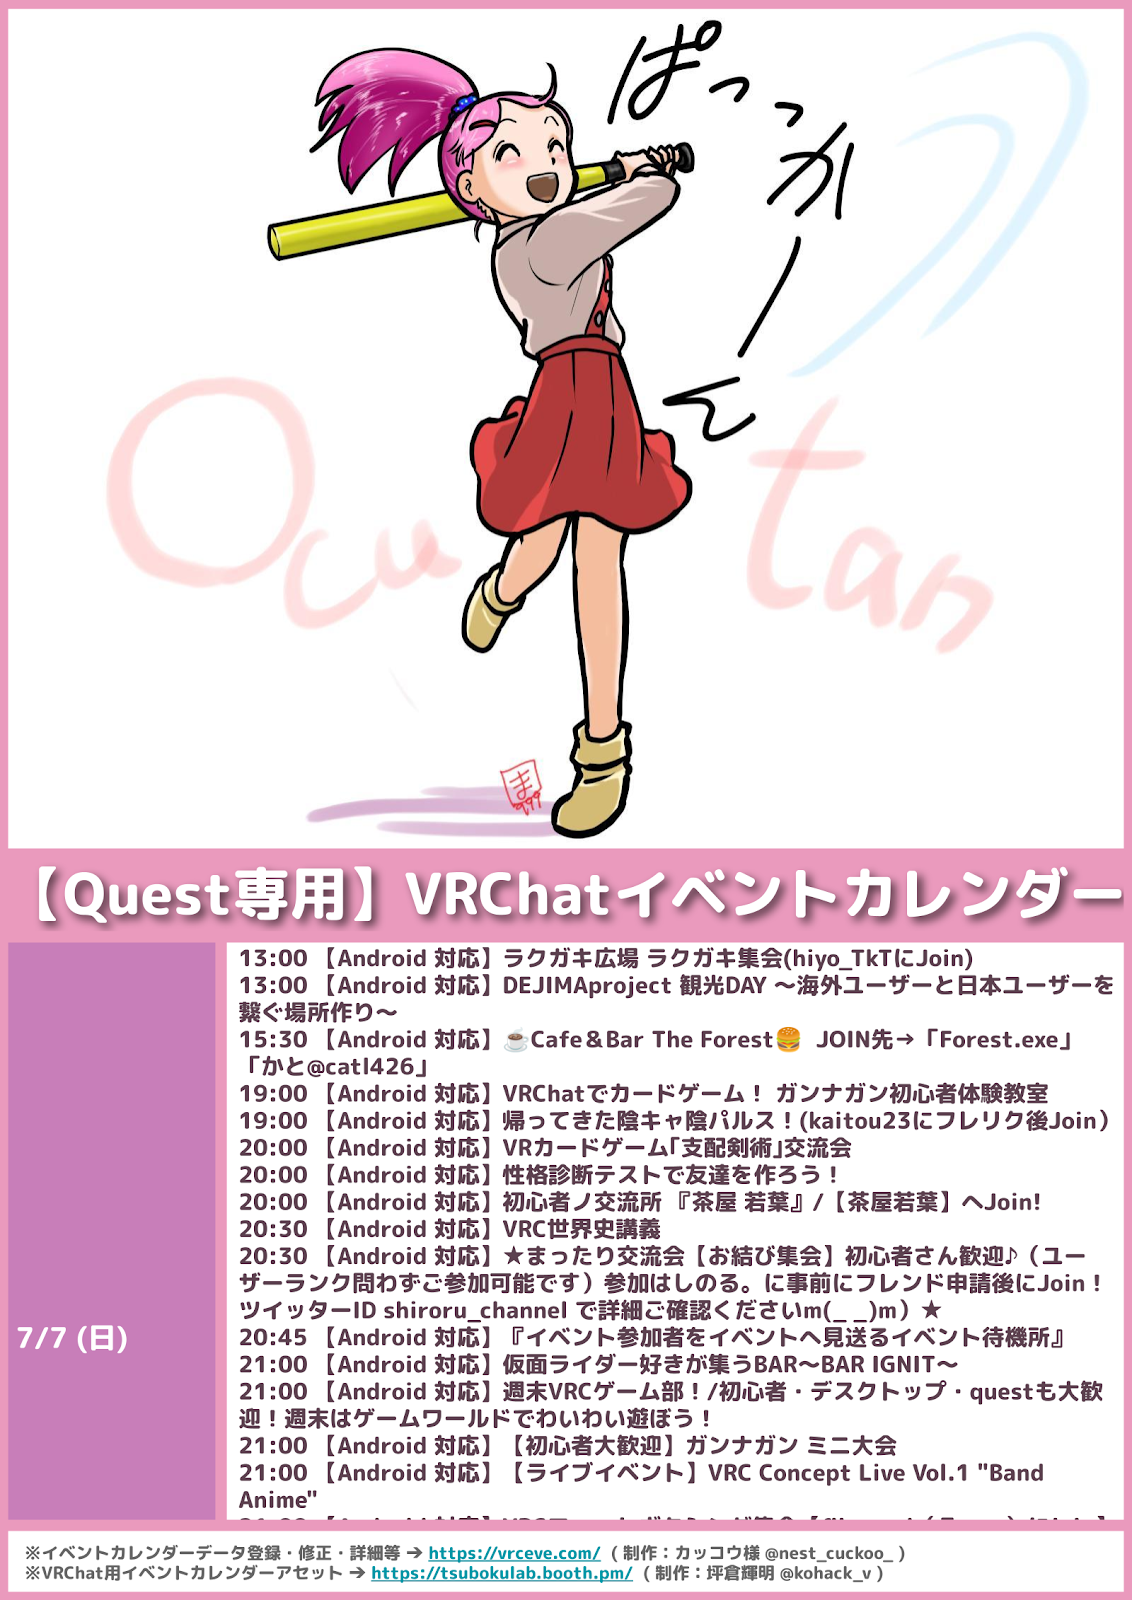 ぱっっかーん
Ocu tan
ま
999
【Quest専用】VRChatイベントカレンダー
7/7 (日)
13:00 【Android 対応】ラクガキ広場 ラクガキ集会(hiyo_TkTにJoin)
13:00 【Android 対応】DEJIMAproject 観光DAY 〜海外ユーザーと日本ユーザーを
繋ぐ場所作り〜
15:30 【Android 対応】☕Cafe＆Bar The Forest🍔 JOIN先→「Forest.exe」
「かと@catl426」
19:00 【Android 対応】VRChatでカードゲーム！ ガンナガン初心者体験教室
19:00 【Android 対応】帰ってきた陰キャ陰パルス！(kaitou23にフレリク後Join）
20:00 【Android 対応】VRカードゲーム｢支配剣術｣交流会
20:00 【Android 対応】性格診断テストで友達を作ろう！
20:00 【Android 対応】初心者ノ交流所 『茶屋 若葉』/【茶屋若葉】へJoin!
20:30 【Android 対応】VRC世界史講義
20:30 【Android 対応】★まったり交流会【お結び集会】初心者さん歓迎♪（ユー
ザーランク問わずご参加可能です）参加はしのる。に事前にフレンド申請後にJoin！
ツイッターID shiroru_channel で詳細ご確認くださいm(_ _)m）★
20:45 【Android 対応】『イベント参加者をイベントへ見送るイベント待機所』
21:00 【Android 対応】仮面ライダー好きが集うBAR〜BAR IGNIT〜
21:00 【Android 対応】週末VRCゲーム部！/初心者・デスクトップ・questも大歓
迎！週末はゲームワールドでわいわい遊ぼう！
21:00 【Android 対応】【初心者大歓迎】ガンナガン ミニ大会
21:00 【Android 対応】【ライブイベント】VRC Concept Live Vol.1 "Band
Anime"
※イベントカレンダーデータ登録・修正・詳細等 ➔ https://vrceve.com/ ( 制作：カッコウ様 @nest_cuckoo_ )
※VRChat用イベントカレンダーアセット ➔ https://tsubokulab.booth.pm/ ( 制作：坪倉輝明 @kohack_v )